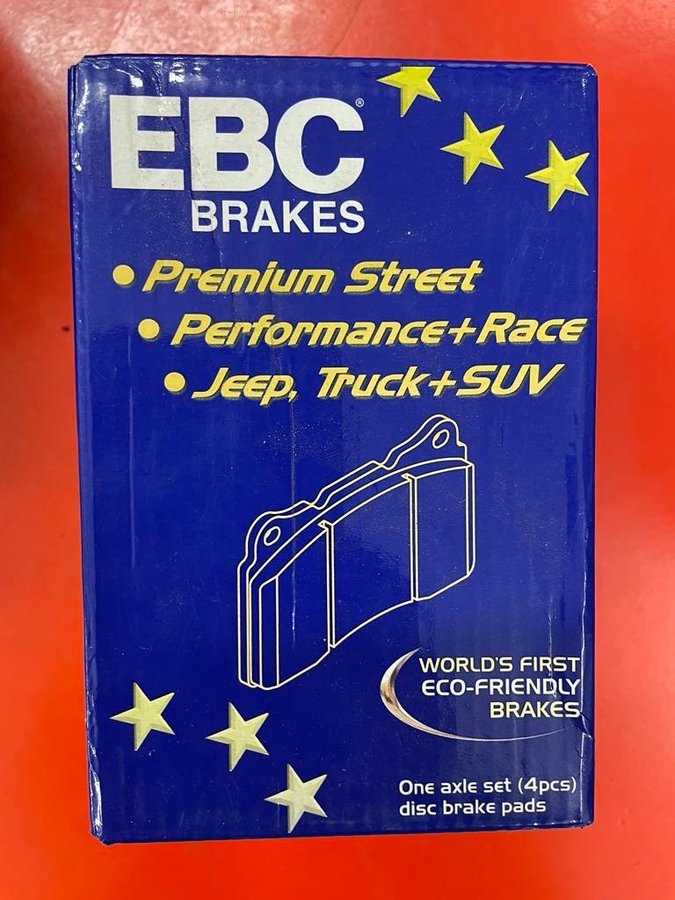 EBC®
BRAKES
• Premium Street
• Performance+Race
• Jeep, Truck+SUV
WORLD'S FIRST
ECO-FRIENDLY
BRAKES
One axle set (4pcs)
disc brake pads